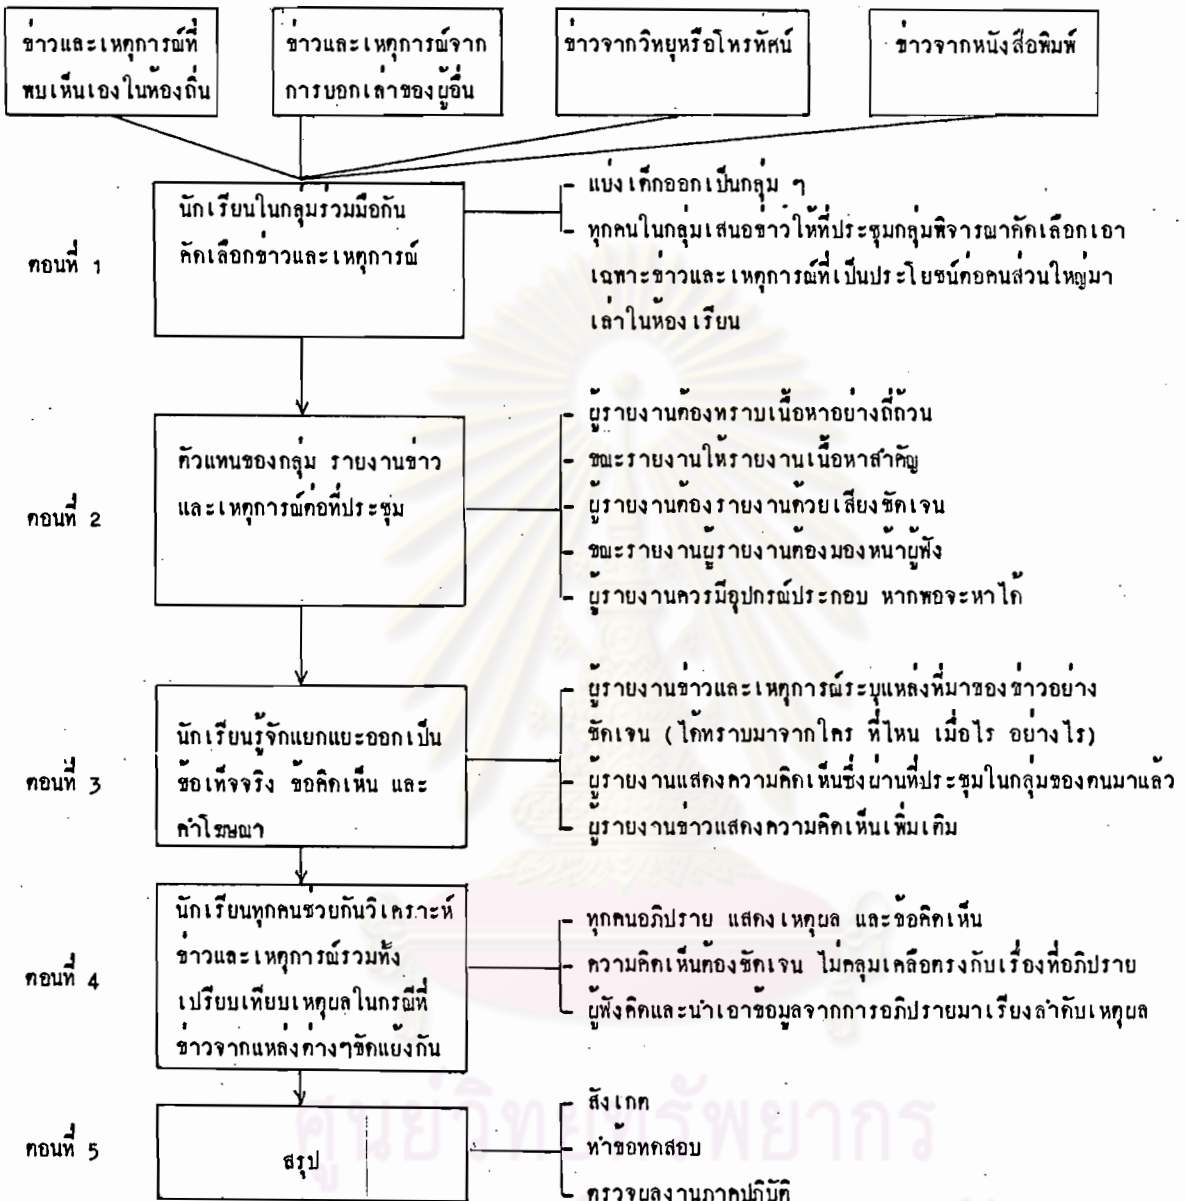 ข่าวและเหตุการณ์ที่
พบเห็นเองในท้องถิ่น
ข่าวและเหตุการณ์จาก
การบอกเล่าของผู้อื่น
ข่าวจากวิทยุหรือโทรทัศน์
ข่าวจากหนังสือพิมพ์
ตอนที่ 1
นักเรียนในกลุ่มร่วมมือกัน
คัดเลือกข่าวและเหตุการณ์
- แบ่งเด็กออกเป็นกลุ่ม ๆ
- ทุกคนในกลุ่มเสนอข่าวให้ที่ประชุมกลุ่มพิจารณาคัดเลือกเอา
เฉพาะข่าวและเหตุการณ์ที่เป็นประโยชน์ต่อคนส่วนใหญ่มา
เล่าในห้องเรียน
ตอนที่ 2
ตัวแทนของกลุ่ม รายงานข่าว
และเหตุการณ์ต่อที่ประชุม
- ผู้รายงานต้องทราบเนื้อหาอย่างถี่ถ้วน
- ขณะรายงานให้รายงานเนื้อหาสำคัญ
- ผู้รายงานต้องรายงานด้วยเสียงชัดเจน
- ขณะรายงานผู้รายงานต้องมองหน้าผู้ฟัง
- ผู้รายงานควรมีอุปกรณ์ประกอบ หากพอจะหาได้
ตอนที่ 3
นักเรียนรู้จักแยกแยะออกเป็น
ข้อเท็จจริง ข้อคิดเห็น และ
คำโฆษณา
- ผู้รายงานข่าวและเหตุการณ์ระบุแหล่งที่มาของข่าวอย่าง
ชัดเจน (ได้ทราบมาจากใคร ที่ไหน เมื่อไร อย่างไร)
- ผู้รายงานแสดงความคิดเห็นซึ่งผ่านที่ประชุมในกลุ่มของตนมาแล้ว
- ผู้รายงานข่าวแสดงความคิดเห็นเพิ่มเติม
ตอนที่ 4
นักเรียนทุกคนช่วยกันวิเคราะห์
ข่าวและเหตุการณ์รวมทั้ง
เปรียบเทียบเหตุผลในกรณีที่
ข่าวจากแหล่งต่างๆขัดแย้งกัน
- ทุกคนอภิปราย แสดงเหตุผล และข้อคิดเห็น
- ความคิดเห็นต้องชัดเจน ไม่คลุมเคลือตรงกับเรื่องที่อภิปราย
- ผู้ฟังคิดและนำเอาข้อมูลจากการอภิปรายมาเรียงลำดับเหตุผล
ตอนที่ 5
สรุป
- สังเกต
- ทำข้อทดสอบ
- ตรวจผลงานภาคปฏิบัติ
ศูนย์วิทยทรัพยากร